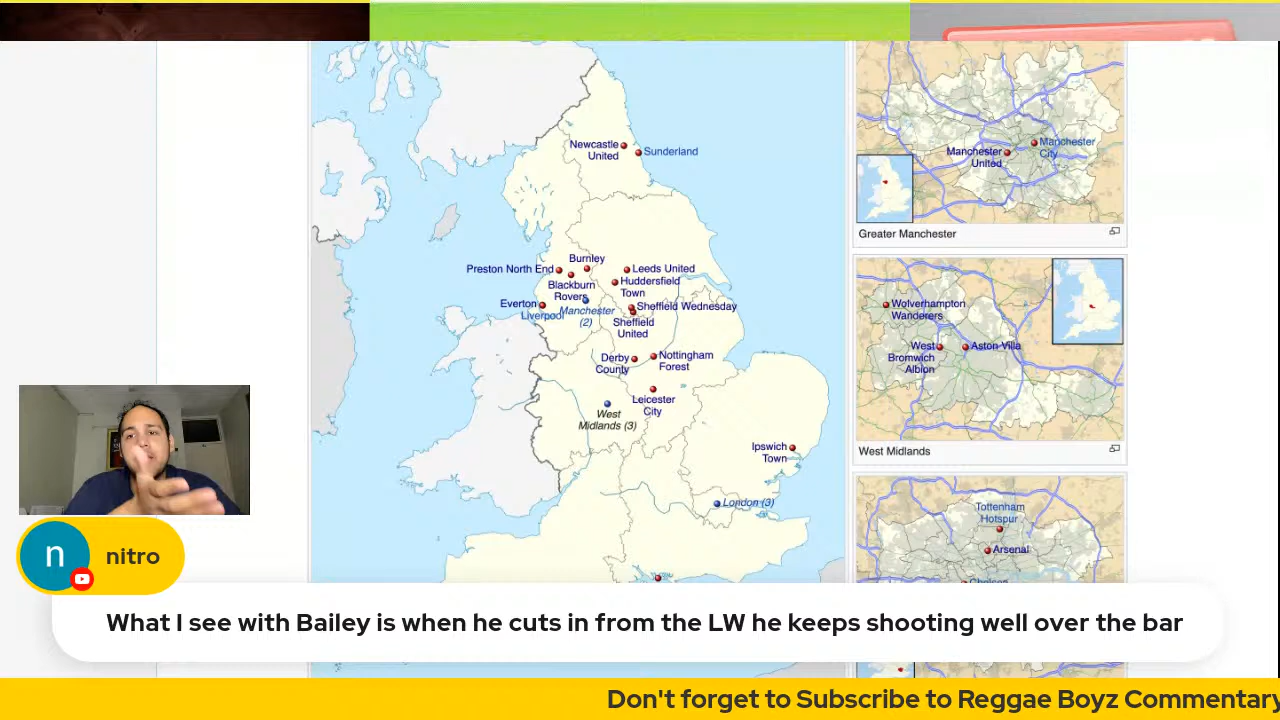 Newcastle
United
Sunderland
Burnley
Preston North End
Blackburn
Rovers
Leeds United
Huddersfield
Town
Everton
Liverpool
Manchester
(2)
Sheffield Wednesday
Sheffield
United
Derby
County
Nottingham
Forest
Leicester
City
West
Midlands (3)
Ipswich
Town
London (3)
Manchester
United
Manchester
City
Greater Manchester
Wolverhampton
Wanderers
West
Bromwich
Albion
Aston Villa
West Midlands
Tottenham
Hotspur
Arsenal
n
nitro
What I see with Bailey is when he cuts in from the LW he keeps shooting well over the bar
Don't forget to Subscribe to Reggae Boyz Commentary